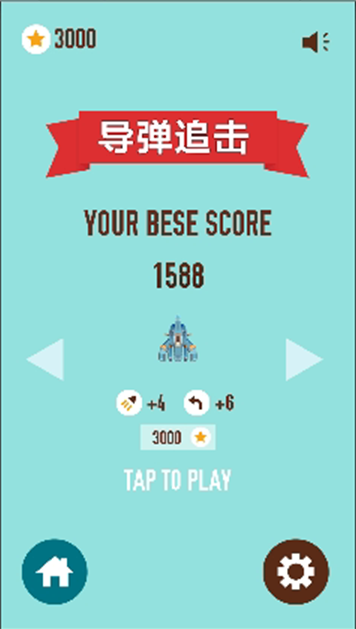 3000
导弹追击
YOUR BESE SCORE
1588
+4 +6
3000
TAP TO PLAY